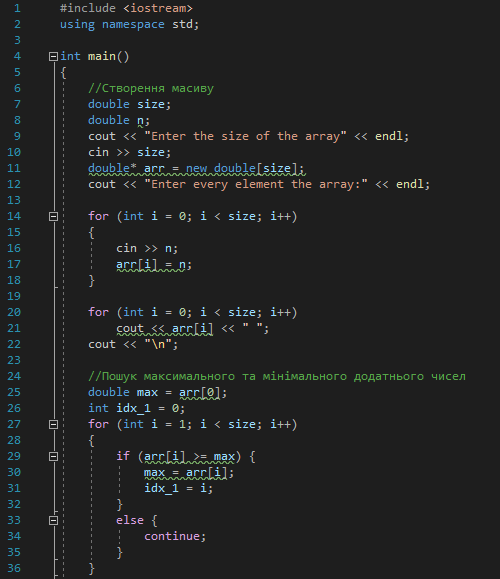 1 #include <iostream>
2 using namespace std;
3
4 int main()
5 {
6 //Створення масиву
7 double size;
8 double n;
9 cout << "Enter the size of the array" << endl;
10 cin >> size;
11 double* arr = new double[size];
12 cout << "Enter every element the array:" << endl;
13
14 for (int i = 0; i < size; i++)
15 {
16 cin >> n;
17 arr[i] = n;
18 }
19
20 for (int i = 0; i < size; i++)
21 cout << arr[i] << " ";
22 cout << "\n";
23
24 //Пошук максимального та мінімального додатнього чисел
25 double max = arr[0];
26 int idx_1 = 0;
27 for (int i = 1; i < size; i++)
28 {
29 if (arr[i] >= max) {
30 max = arr[i];
31 idx_1 = i;
32 }
33 else {
34 continue;
35 }
36 }